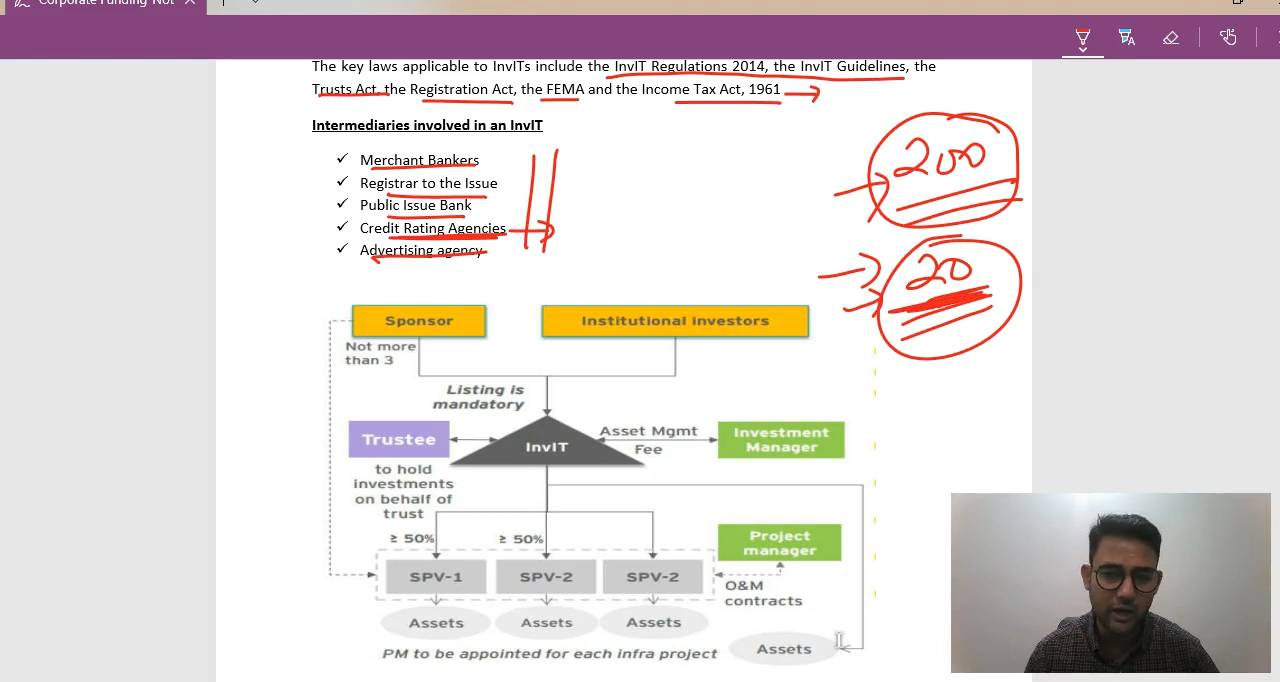 Corporate Funding-Not
The key laws applicable to InvITs include the InvIT Regulations 2014, the InvIT Guidelines, the
Trusts Act, the Registration Act, the FEMA and the Income Tax Act, 1961
Intermediaries involved in an InvIT
✓ Merchant Bankers
✓ Registrar to the Issue
✓ Public Issue Bank
✓ Credit Rating Agencies
✓ Advertising agency
200
20
Sponsor
Institutional Investors
Not more
than 3
Listing is
mandatory
Trustee
InvIT
Asset Mgmt
Fee
Investment
Manager
to hold
investments
on behalf of
trust
≥ 50%
≥ 50%
Project
manager
SPV-1
SPV-2
SPV-2
O&M
contracts
Assets
Assets
Assets
Assets
PM to be appointed for each infra project